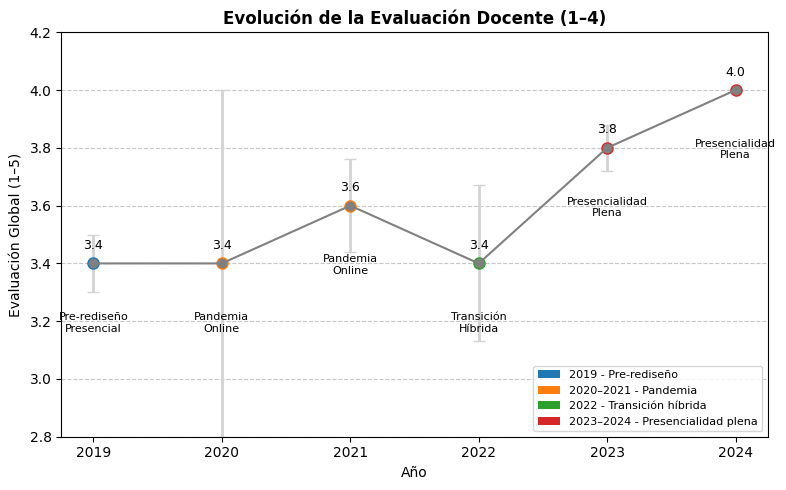 Evolución de la Evaluación Docente (1–4)
Evaluación Global (1–5)
4.2
4.0
3.8
3.6
3.4
3.2
3.0
2.8
3.4
3.4
3.6
3.4
3.8
4.0
Pre-rediseño
Presencial
Pandemia
Online
Pandemia
Online
Transición
Híbrida
Presencialidad
Plena
Presencialidad
Plena
2019 - Pre-rediseño
2020–2021 - Pandemia
2022 - Transición híbrida
2023–2024 - Presencialidad plena
2019
2020
2021
2022
2023
2024
Año